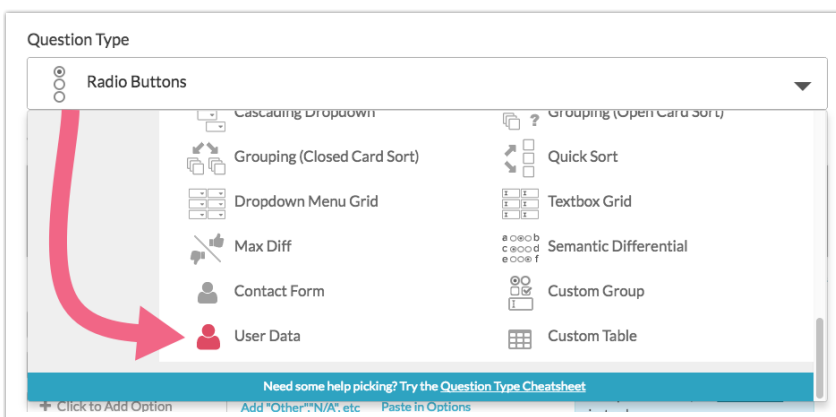 Question Type
Radio Buttons
Cascading Dropdown
Grouping (Open Card Sort)
Grouping (Closed Card Sort)
Quick Sort
Dropdown Menu Grid
Textbox Grid
Max Diff
Semantic Differential
Contact Form
Custom Group
User Data
Custom Table
Need some help picking? Try the Question Type Cheatsheet
+ Click to Add Option
Add "Other","N/A", etc
Paste in Options